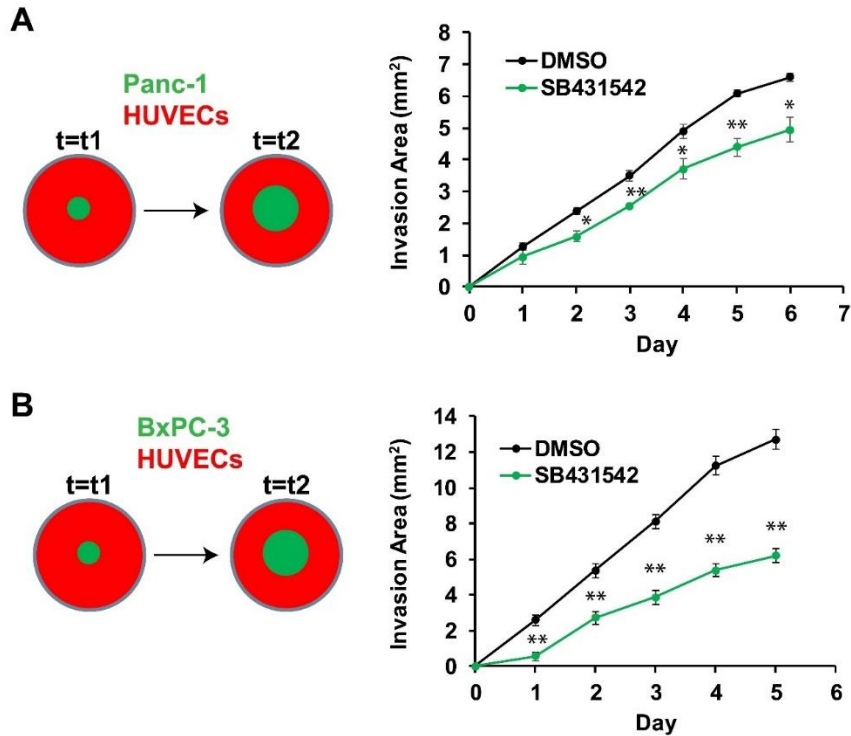 A
Panc-1
HUVECs
t=t1
t=t2
Invasion Area (mm²)
8
7
6
5
4
3
2
1
0
DMSO
SB431542
*
**
*
**
*
0 1 2 3 4 5 6 7
Day
B
BxPC-3
HUVECs
t=t1
t=t2
Invasion Area (mm²)
14
12
10
8
6
4
2
0
DMSO
SB431542
**
**
**
**
**
0 1 2 3 4 5 6
Day